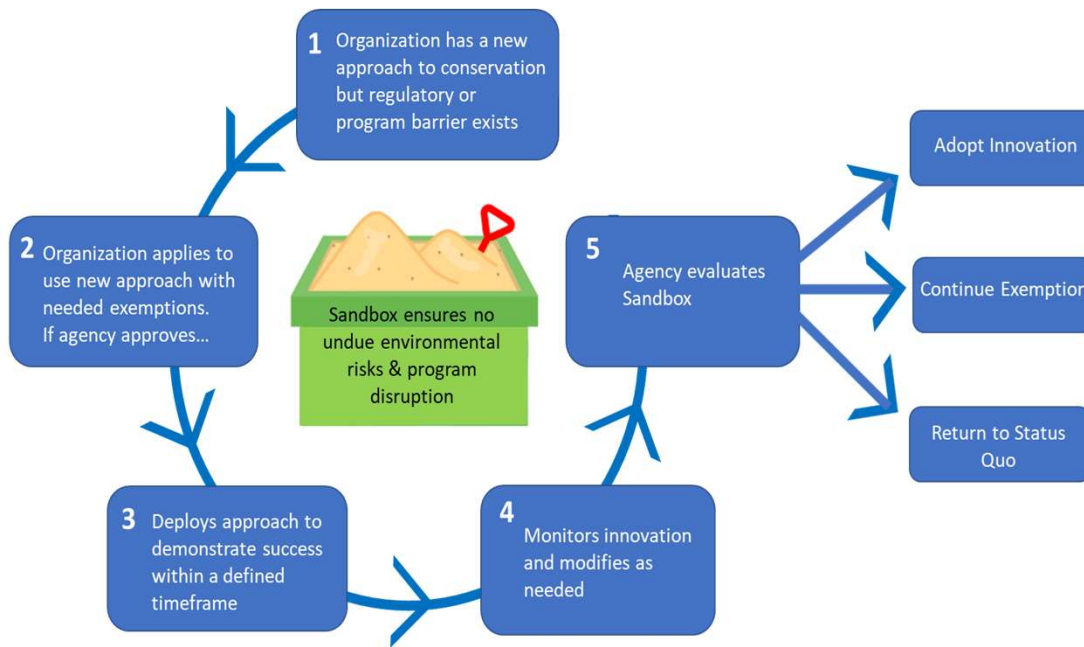 1
Organization has a new
approach to conservation
but regulatory or
program barrier exists
2
Organization applies to
use new approach with
needed exemptions.
If agency approves…
3
Deploys approach to
demonstrate success
within a defined
timeframe
4
Monitors innovation
and modifies as
needed
5
Agency evaluates
Sandbox
Adopt Innovation
Continue Exemption
Return to Status
Quo
Sandbox ensures no
undue environmental
risks & program
disruption